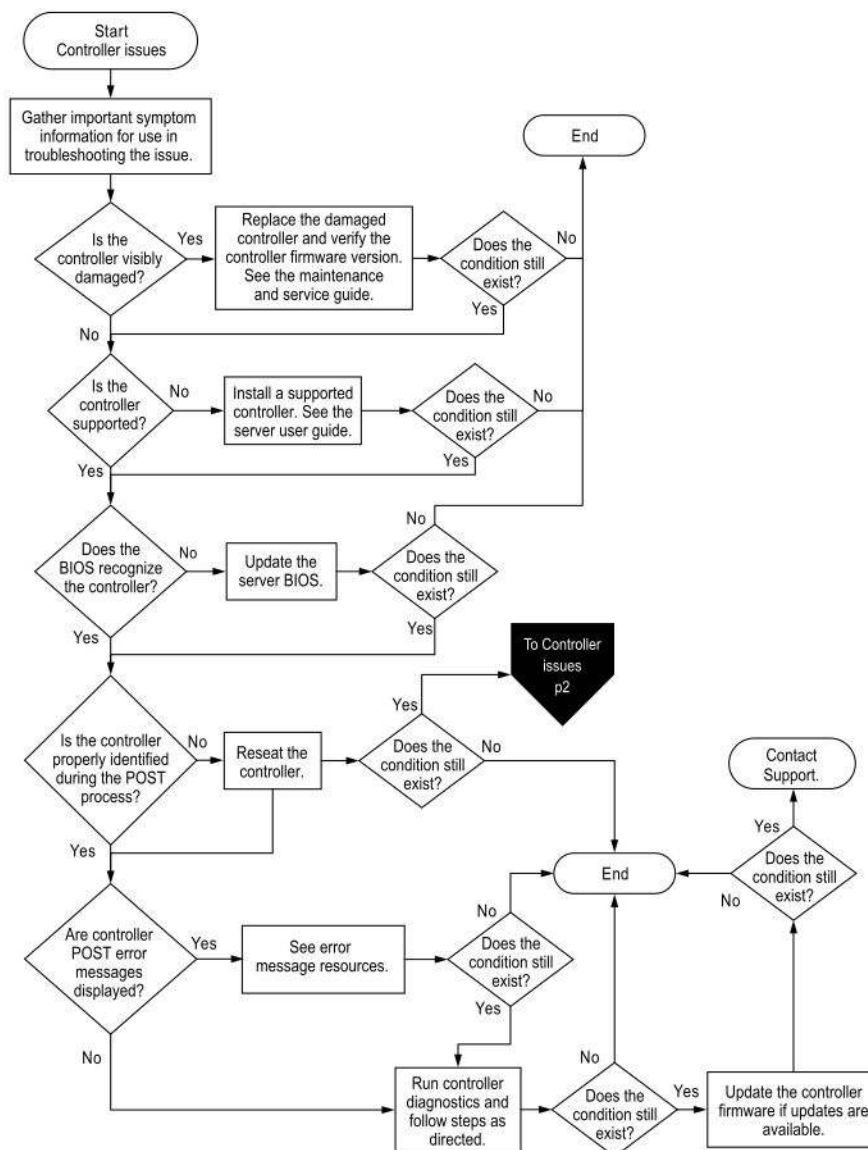 Start
Controller issues
Gather important symptom
information for use in
troubleshooting the issue.
End
Is the
controller visibly
damaged?
Yes
Replace the damaged
controller and verify the
controller firmware version.
See the maintenance
and service guide.
Does the
condition still
exist?
No
Yes
No
Is the
controller
supported?
No
Install a supported
controller. See the
server user guide.
Does the
condition still
exist?
No
Yes
Yes
Does the
BIOS recognize
the controller?
No
Update the
server BIOS.
No
Does the
condition still
exist?
Yes
Yes
To Controller
issues
p2
Is the controller
properly identified
during the POST
process?
No
Reseat the
controller.
Yes
Does the
condition still
exist?
No
Contact
Support.
Yes
Yes
Does the
condition still
exist?
No
End
Are controller
POST error
messages
displayed?
Yes
See error
message resources.
No
Does the
condition still
exist?
Yes
No
Run controller
diagnostics and
follow steps as
directed.
No
Does the
condition still
exist?
Yes
Update the controller
firmware if updates are
available.